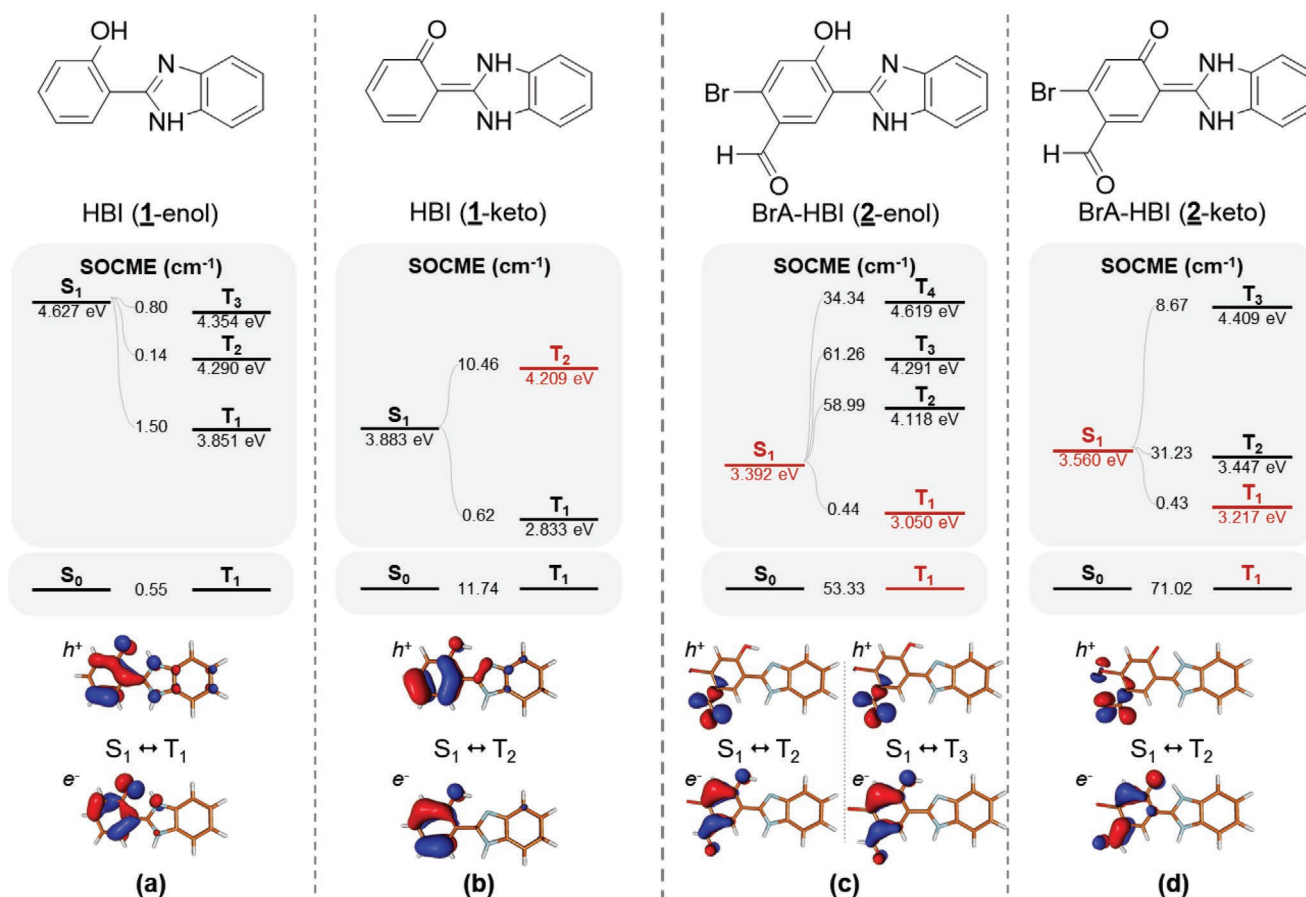 OH
N
NH
HBI (1-enol)
SOCME (cm⁻¹)
S₁
4.627 eV
0.80
T₃
4.354 eV
0.14
T₂
4.290 eV
1.50
T₁
3.851 eV
S₀
0.55
T₁
h⁺
S₁ ↔ T₁
e⁻
(a)
O
NH
NH
HBI (1-keto)
SOCME (cm⁻¹)
10.46
T₂
4.209 eV
S₁
3.883 eV
0.62
T₁
2.833 eV
S₀
11.74
T₁
h⁺
S₁ ↔ T₂
e⁻
(b)
OH
Br
N
NH
H
O
BrA-HBI (2-enol)
SOCME (cm⁻¹)
34.34
T₄
4.619 eV
61.26
T₃
4.291 eV
58.99
T₂
4.118 eV
S₁
3.392 eV
0.44
T₁
3.050 eV
S₀
53.33
T₁
h⁺
h⁺
S₁ ↔ T₂
S₁ ↔ T₃
e⁻
e⁻
(c)
O
Br
NH
NH
H
O
BrA-HBI (2-keto)
SOCME (cm⁻¹)
8.67
T₃
4.409 eV
S₁
3.560 eV
31.23
T₂
3.447 eV
0.43
T₁
3.217 eV
S₀
71.02
T₁
h⁺
S₁ ↔ T₂
e⁻
(d)